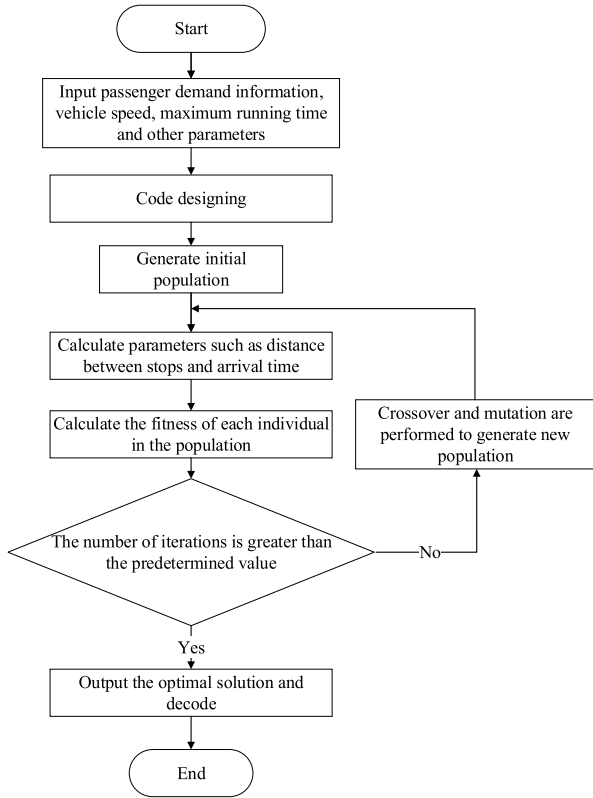 Start
Input passenger demand information,
vehicle speed, maximum running time
and other parameters
Code designing
Generate initial
population
Calculate parameters such as distance
between stops and arrival time
Calculate the fitness of each individual
in the population
Crossover and mutation are
performed to generate new
population
The number of iterations is greater than
the predetermined value
No
Yes
Output the optimal solution and
decode
End